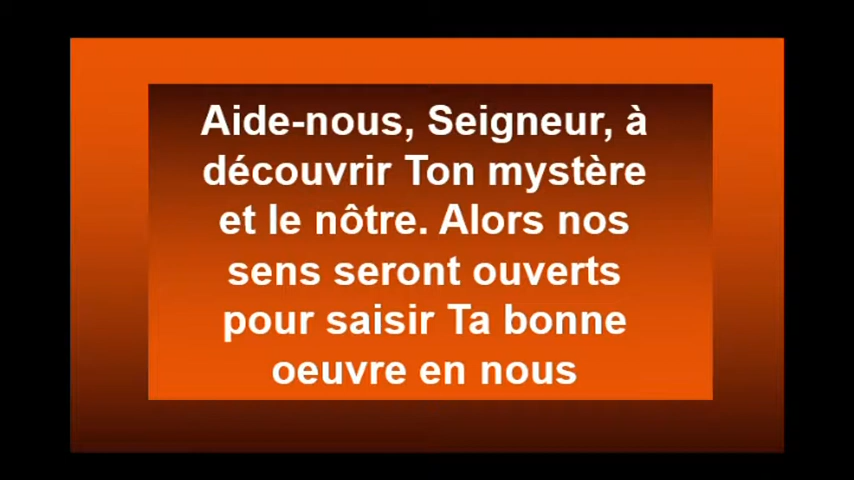 Aide-nous, Seigneur, à
découvrir Ton mystère
et le nôtre. Alors nos
sens seront ouverts
pour saisir Ta bonne
oeuvre en nous